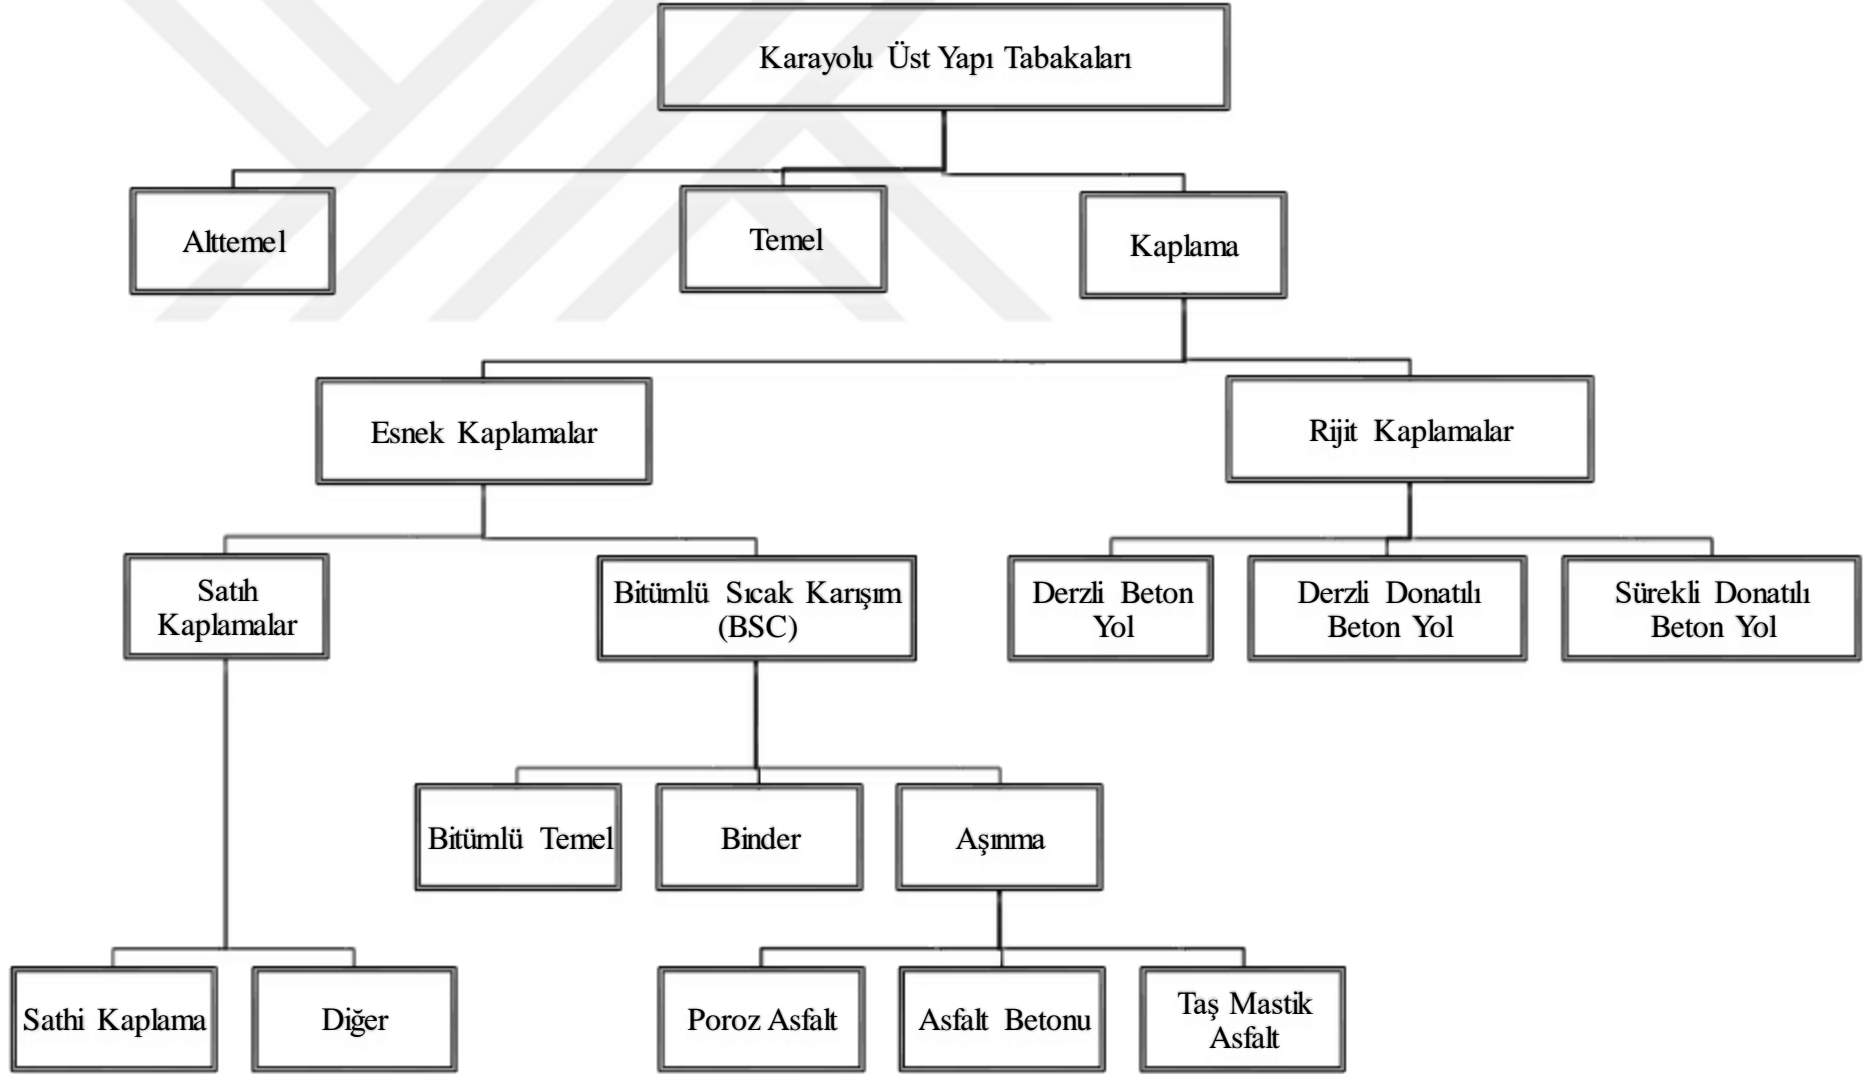 Karayolu Üst Yapı Tabakaları
Alttemel
Temel
Kaplama
Esnek Kaplamalar
Rijit Kaplamalar
Satıh
Kaplamalar
Bitümlü Sıcak Karışım
(BSC)
Derzli Beton
Yol
Derzli Donatılı
Beton Yol
Sürekli Donatılı
Beton Yol
Bitümlü Temel
Binder
Aşınma
Sathi Kaplama
Diğer
Poroz Asfalt
Asfalt Betonu
Taş Mastik
Asfalt